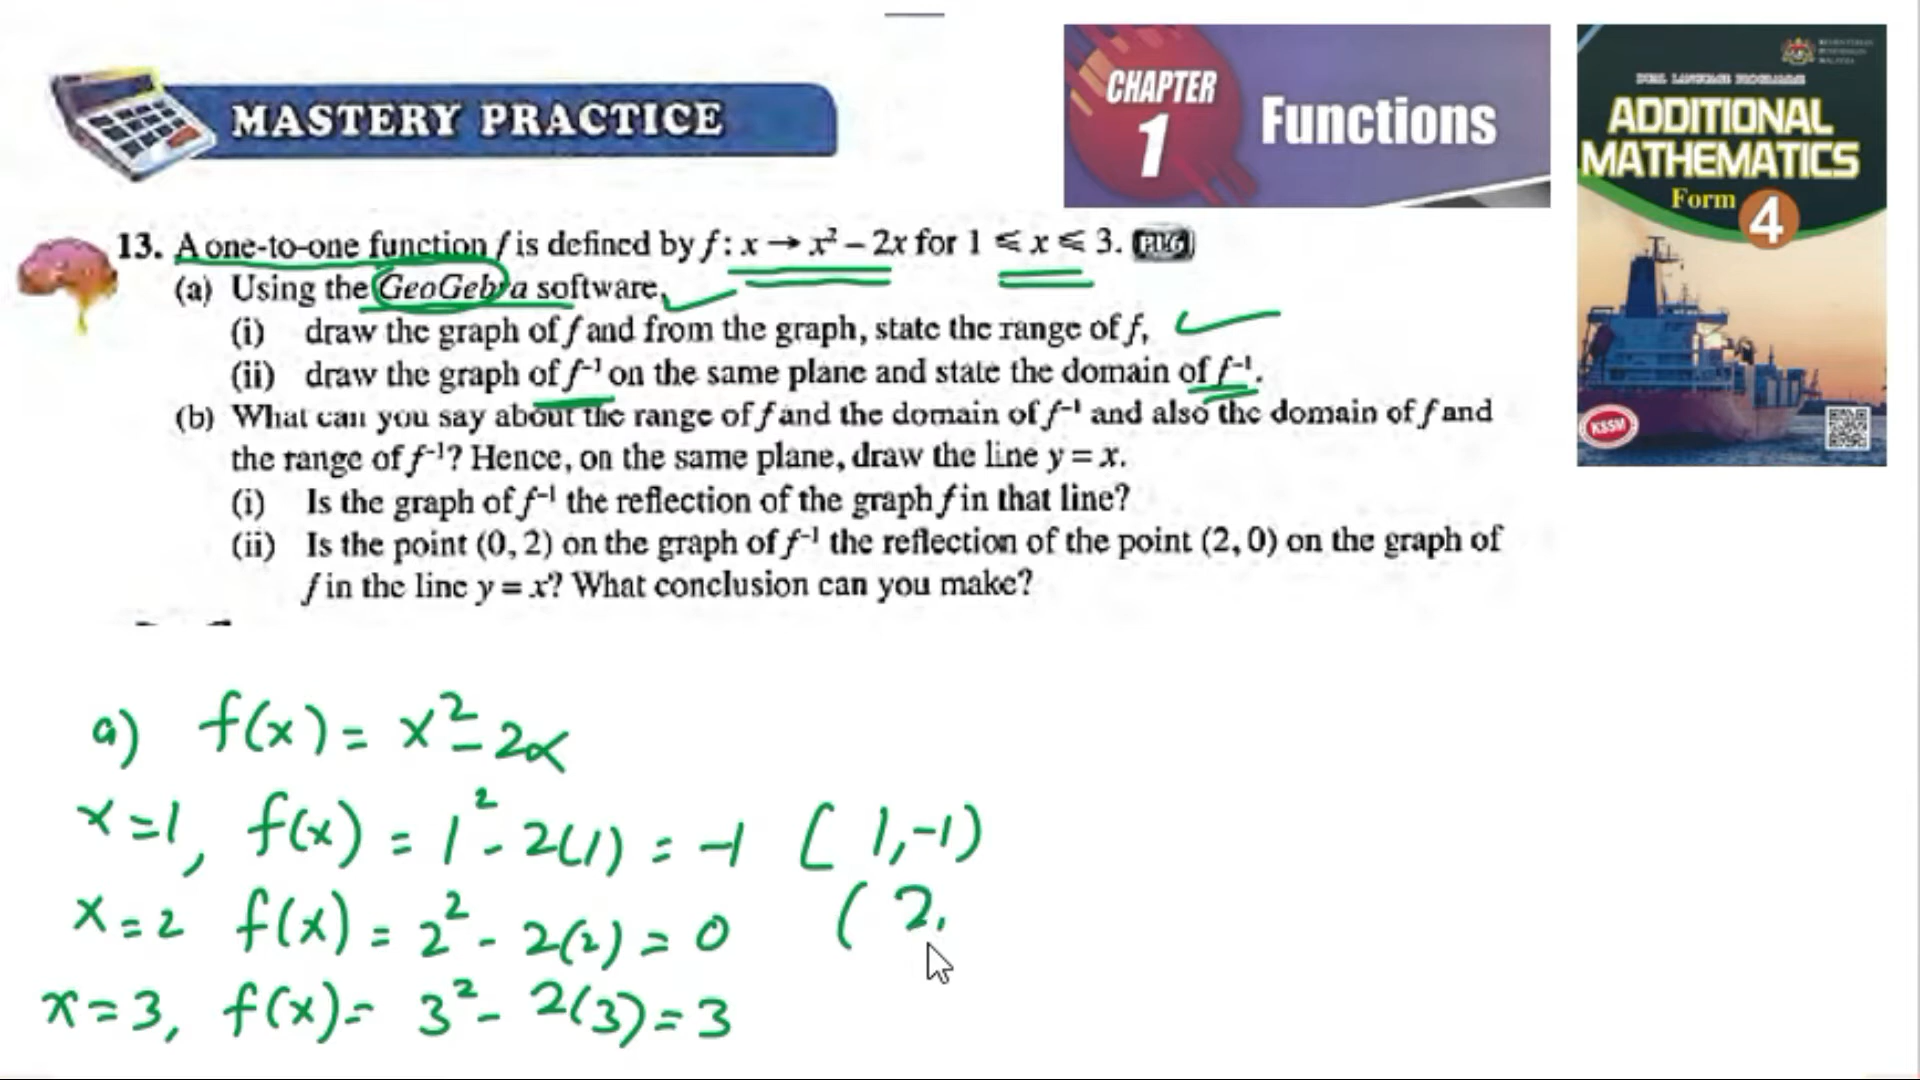 MASTERY PRACTICE
CHAPTER
1
Functions
DUAL LANGUAGE PROGRAMME
ADDITIONAL
MATHEMATICS
Form 4
KSSM
13. A one-to-one function f is defined by f : x → x² – 2x for 1 ⩽ x ⩽ 3.
(a) Using the GeoGebra software,
(i) draw the graph of f and from the graph, state the range of f,
(ii) draw the graph of f⁻¹ on the same plane and state the domain of f⁻¹.
(b) What can you say about the range of f and the domain of f⁻¹ and also the domain of f and
the range of f⁻¹? Hence, on the same plane, draw the line y = x.
(i) Is the graph of f⁻¹ the reflection of the graph f in that line?
(ii) Is the point (0, 2) on the graph of f⁻¹ the reflection of the point (2, 0) on the graph of
f in the line y = x? What conclusion can you make?
a) f(x) = x² - 2x
x=1, f(x) = 1² - 2(1) = -1 ( 1,-1)
x=2 f(x) = 2² - 2(2) = 0 ( 2,
x=3, f(x)= 3² - 2(3)=3